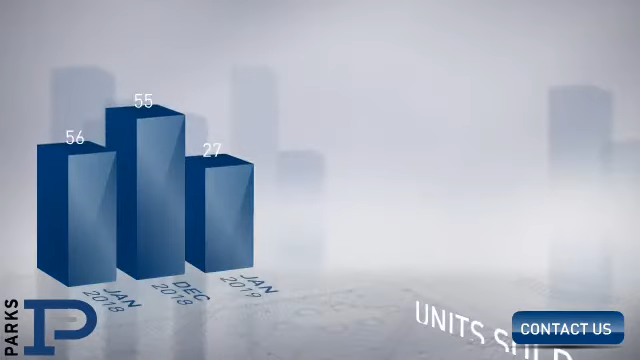 56
55
27
JAN
2018
DEC
2018
JAN
2019
UNITS SOLD
CONTACT US
PARKS
P